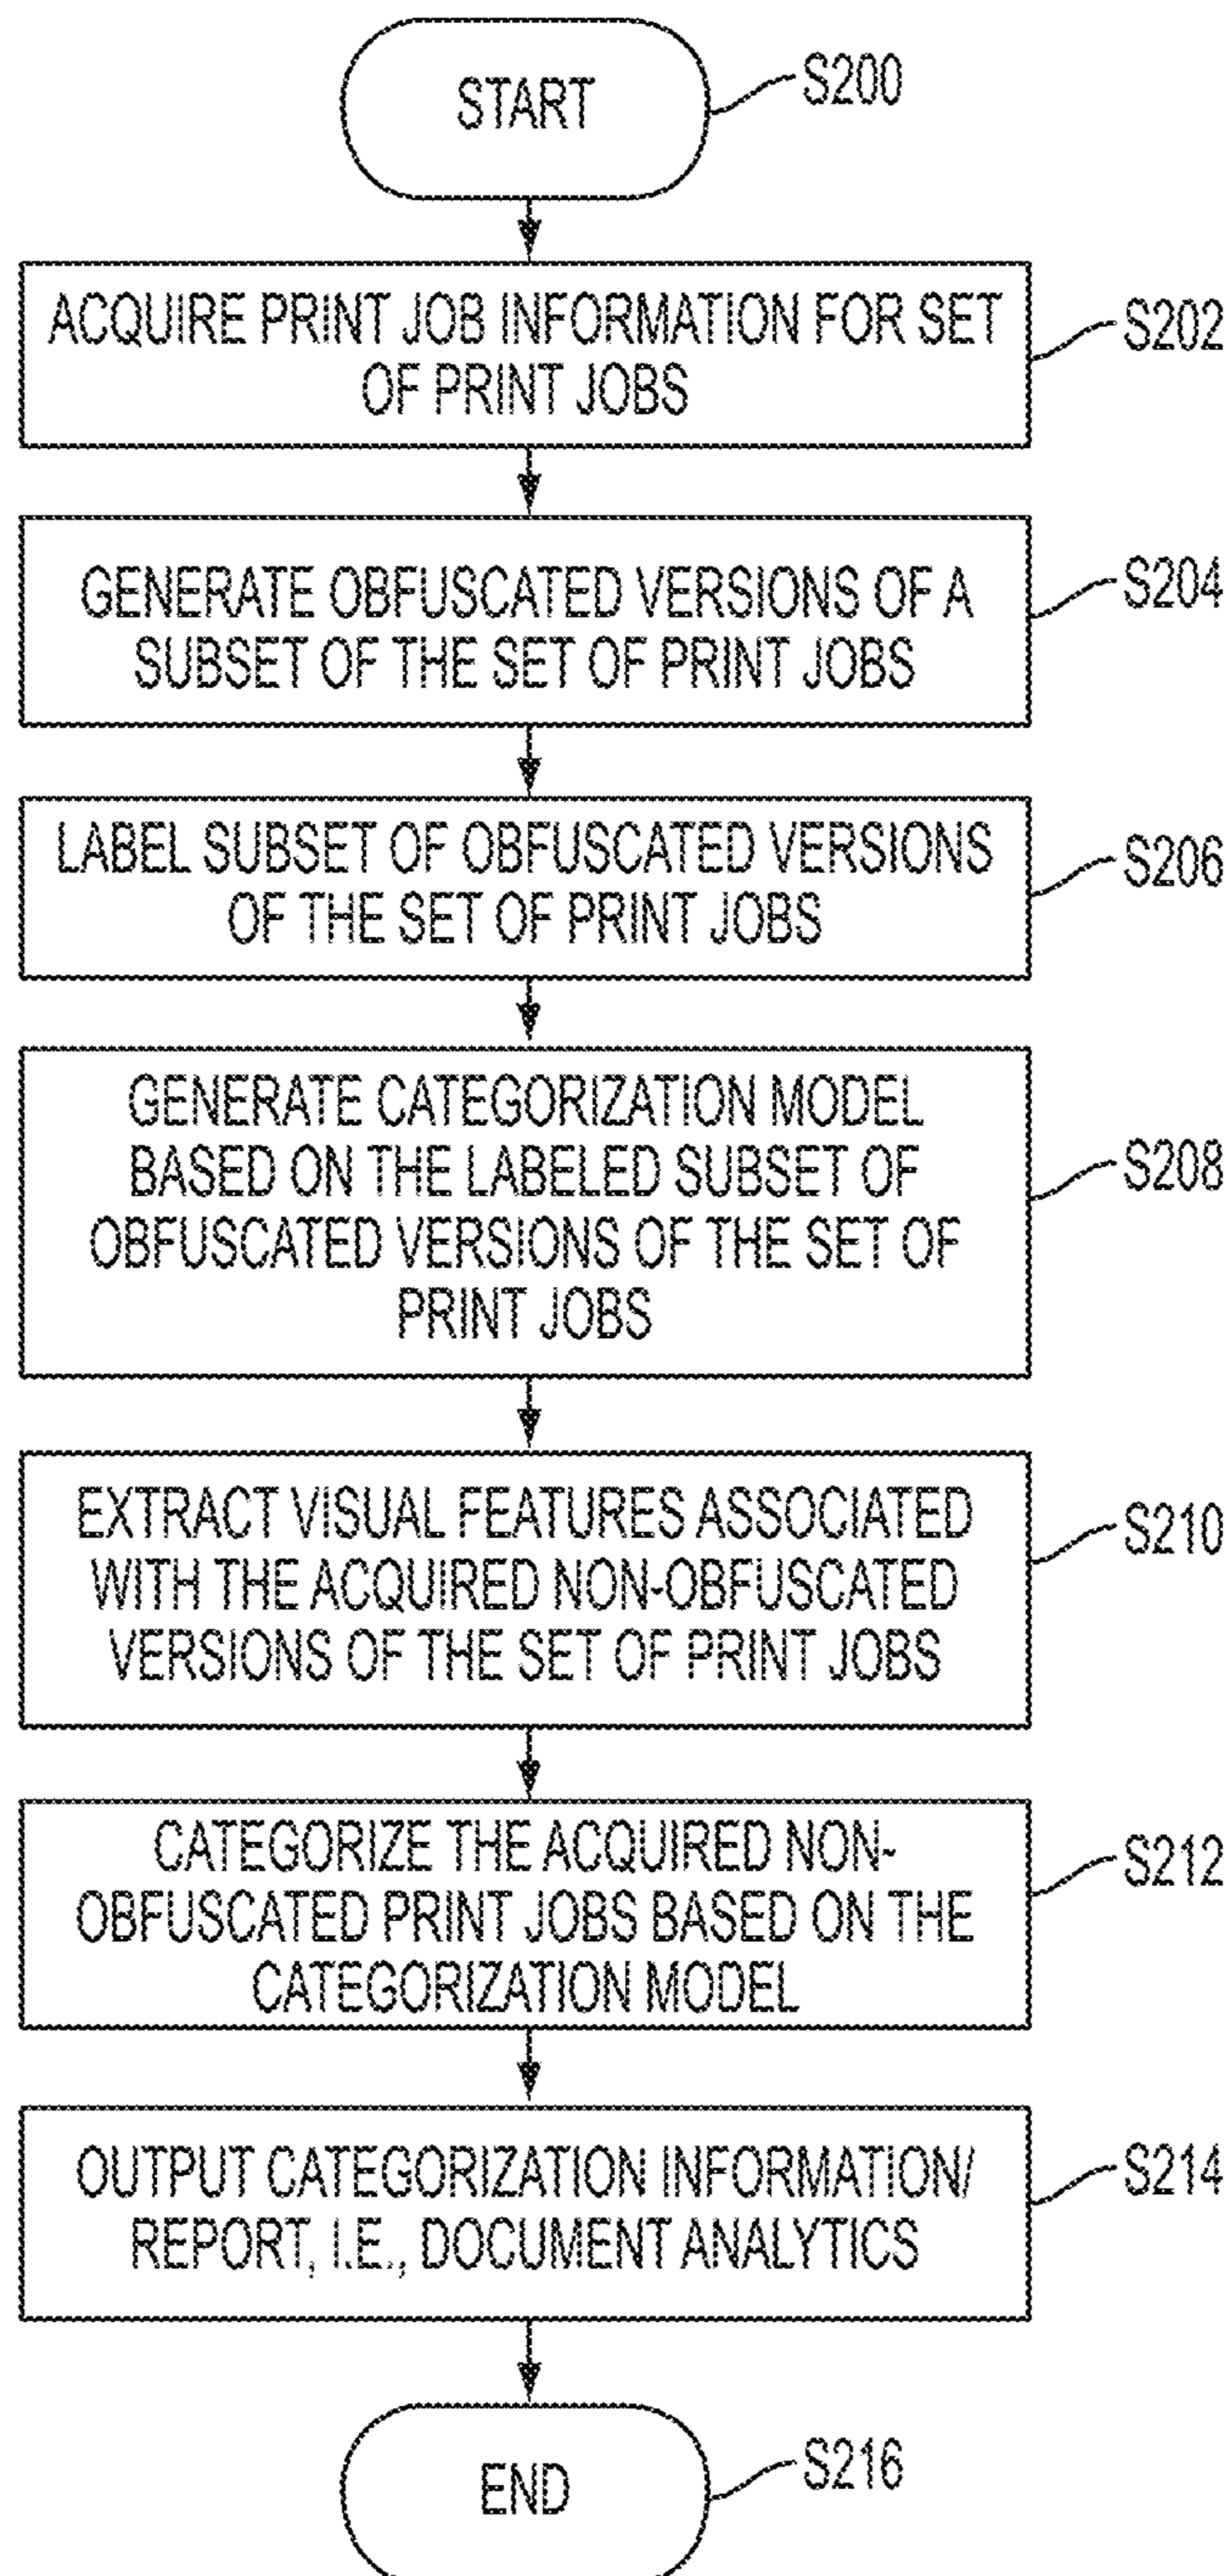 START
S200
ACQUIRE PRINT JOB INFORMATION FOR SET
OF PRINT JOBS
S202
GENERATE OBFUSCATED VERSIONS OF A
SUBSET OF THE SET OF PRINT JOBS
S204
LABEL SUBSET OF OBFUSCATED VERSIONS
OF THE SET OF PRINT JOBS
S206
GENERATE CATEGORIZATION MODEL
BASED ON THE LABELED SUBSET OF
OBFUSCATED VERSIONS OF THE SET OF
PRINT JOBS
S208
EXTRACT VISUAL FEATURES ASSOCIATED
WITH THE ACQUIRED NON-OBFUSCATED
VERSIONS OF THE SET OF PRINT JOBS
S210
CATEGORIZE THE ACQUIRED NON-
OBFUSCATED PRINT JOBS BASED ON THE
CATEGORIZATION MODEL
S212
OUTPUT CATEGORIZATION INFORMATION/
REPORT, I.E., DOCUMENT ANALYTICS
S214
END
S216